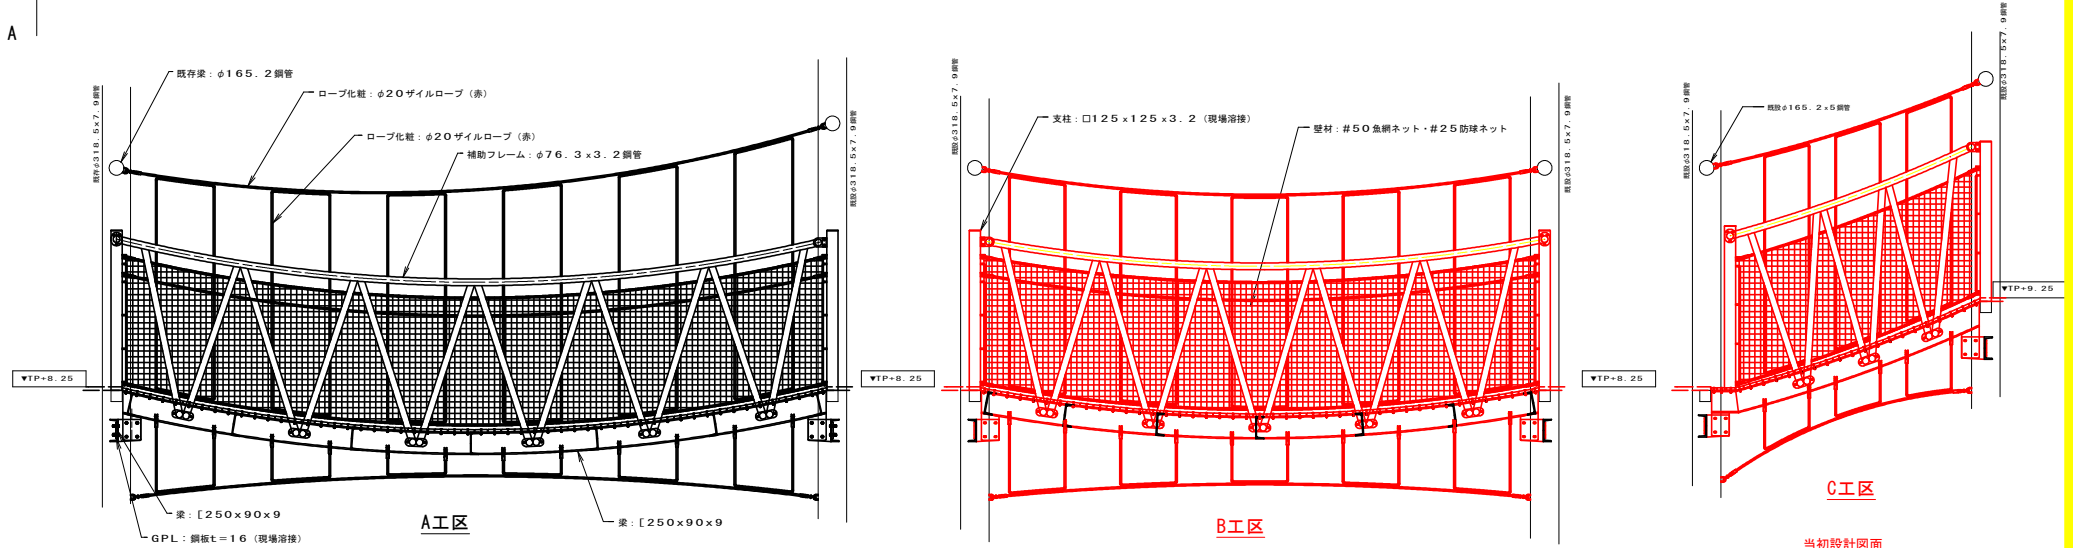 A
既存梁：φ165.2鋼管
ロープ化粧：φ20ザイルロープ（赤）
ロープ化粧：φ20ザイルロープ（赤）
補助フレーム：φ76.3x3.2鋼管
既存φ318.5x7.9鋼管
既設φ318.5x7.9鋼管
▼TP+8.25
梁：[250x90x9
GPL：鋼板t=16（現場溶接）
A工区
梁：[250x90x9
▼TP+8.25
既設φ318.5x7.9鋼管
支柱：□125x125x3.2（現場溶接）
壁材：#50魚網ネット・#25防球ネット
既設φ318.5x7.9鋼管
B工区
▼TP+8.25
既設φ318.5x7.9鋼管
既設φ165.2x5鋼管
既設φ318.5x7.9鋼管
▼TP+9.25
C工区
当初設計図面